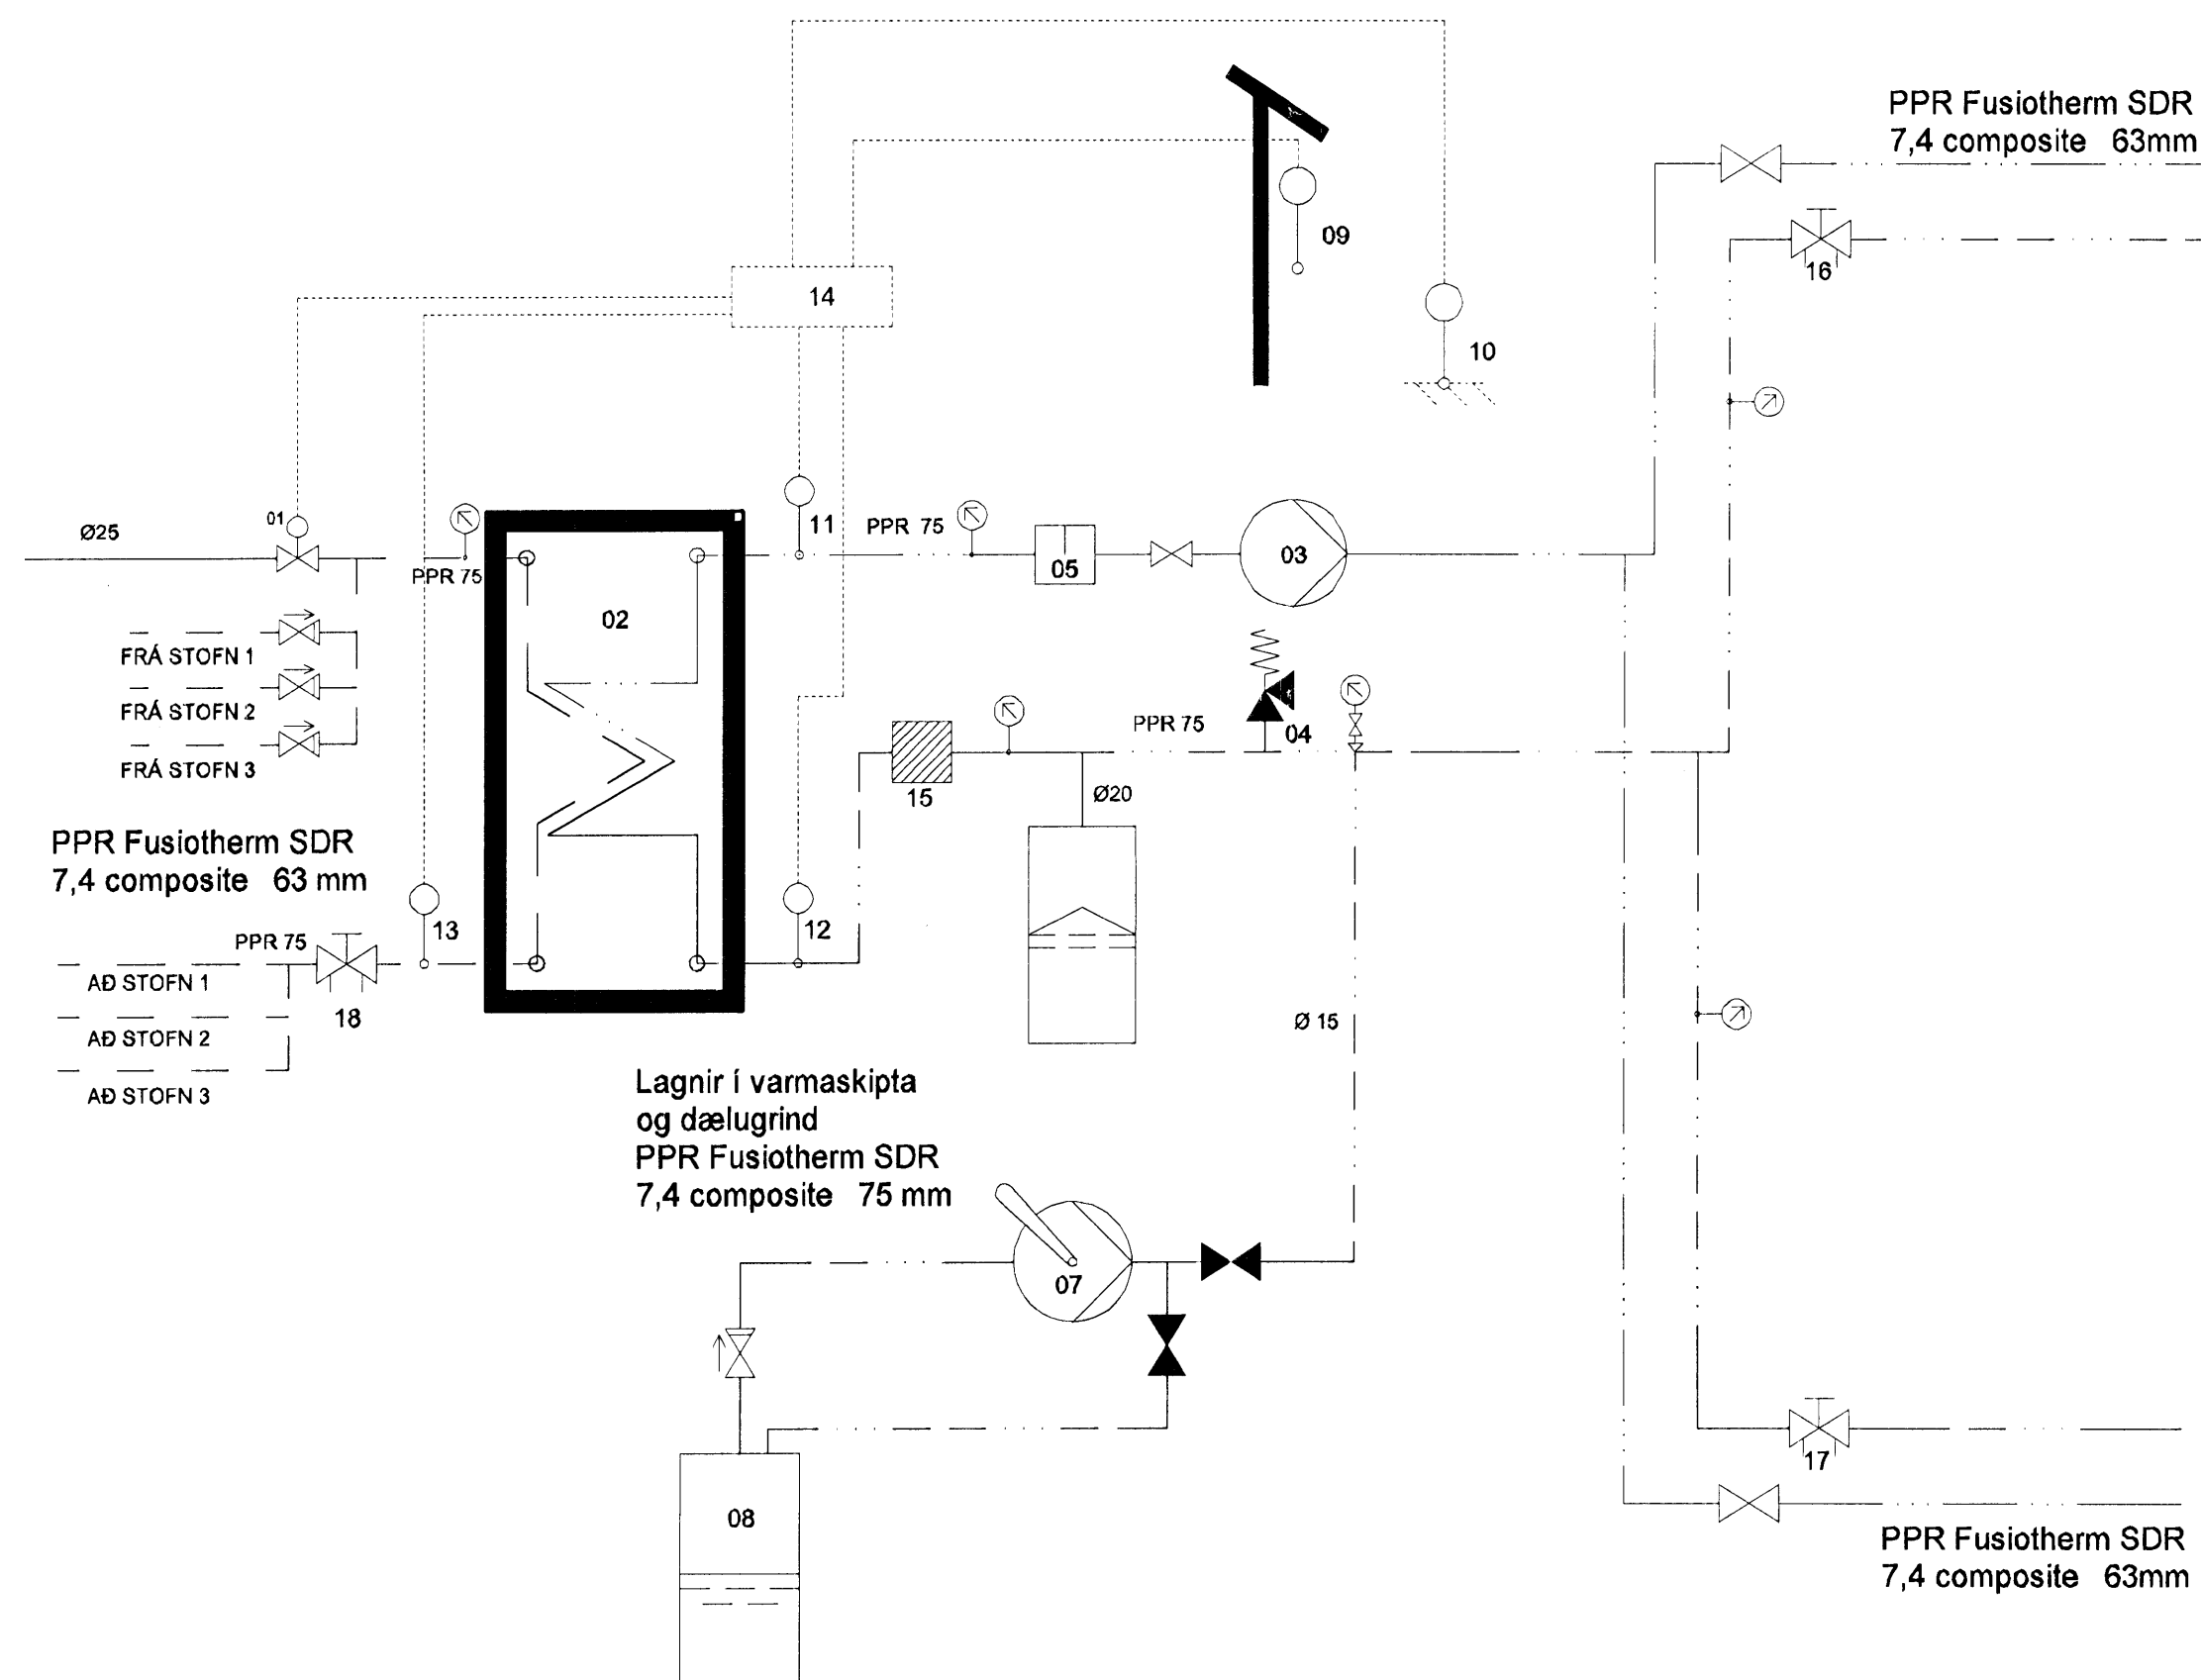 PPR Fusiotherm SDR
7,4 composite 63mm
09
16
14
10
01
Ø25
11
PPR 75
05
03
PPR 75
02
FRÁ STOFN 1
FRÁ STOFN 2
FRÁ STOFN 3
PPR 75
04
15
Ø20
PPR Fusiotherm SDR
7,4 composite 63 mm
13
12
PPR 75
AÐ STOFN 1
18
AÐ STOFN 2
AÐ STOFN 3
Ø 15
Lagnir í varmaskipta
og dælugrind
PPR Fusiotherm SDR
7,4 composite 75 mm
07
17
08
PPR Fusiotherm SDR
7,4 composite 63mm